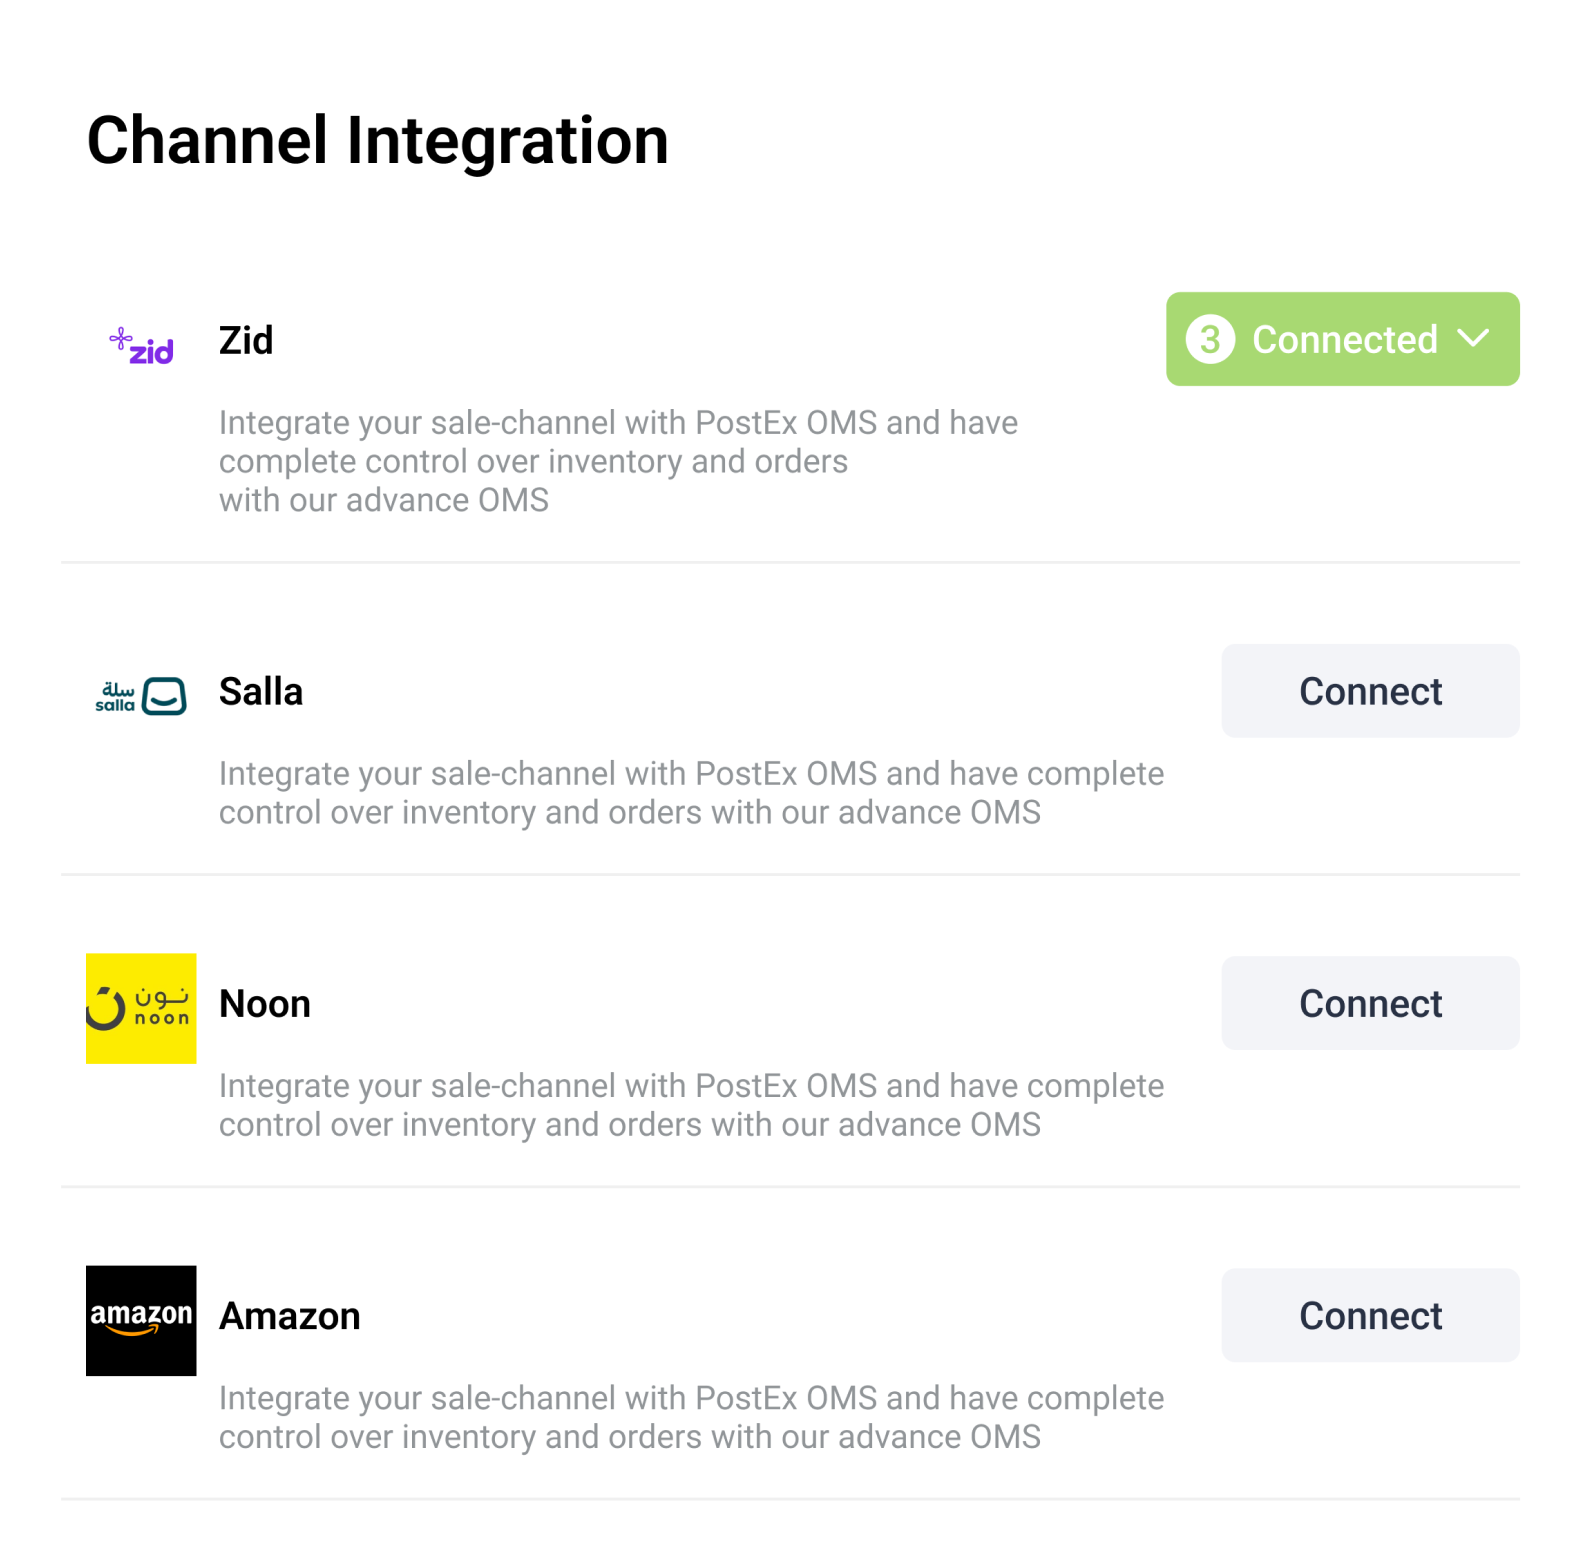 Channel Integration
zid
Zid
3 Connected
Integrate your sale-channel with PostEx OMS and have
complete control over inventory and orders
with our advance OMS
سلة
salla
Salla
Connect
Integrate your sale-channel with PostEx OMS and have complete
control over inventory and orders with our advance OMS
نون
noon
Noon
Connect
Integrate your sale-channel with PostEx OMS and have complete
control over inventory and orders with our advance OMS
amazon
Amazon
Connect
Integrate your sale-channel with PostEx OMS and have complete
control over inventory and orders with our advance OMS